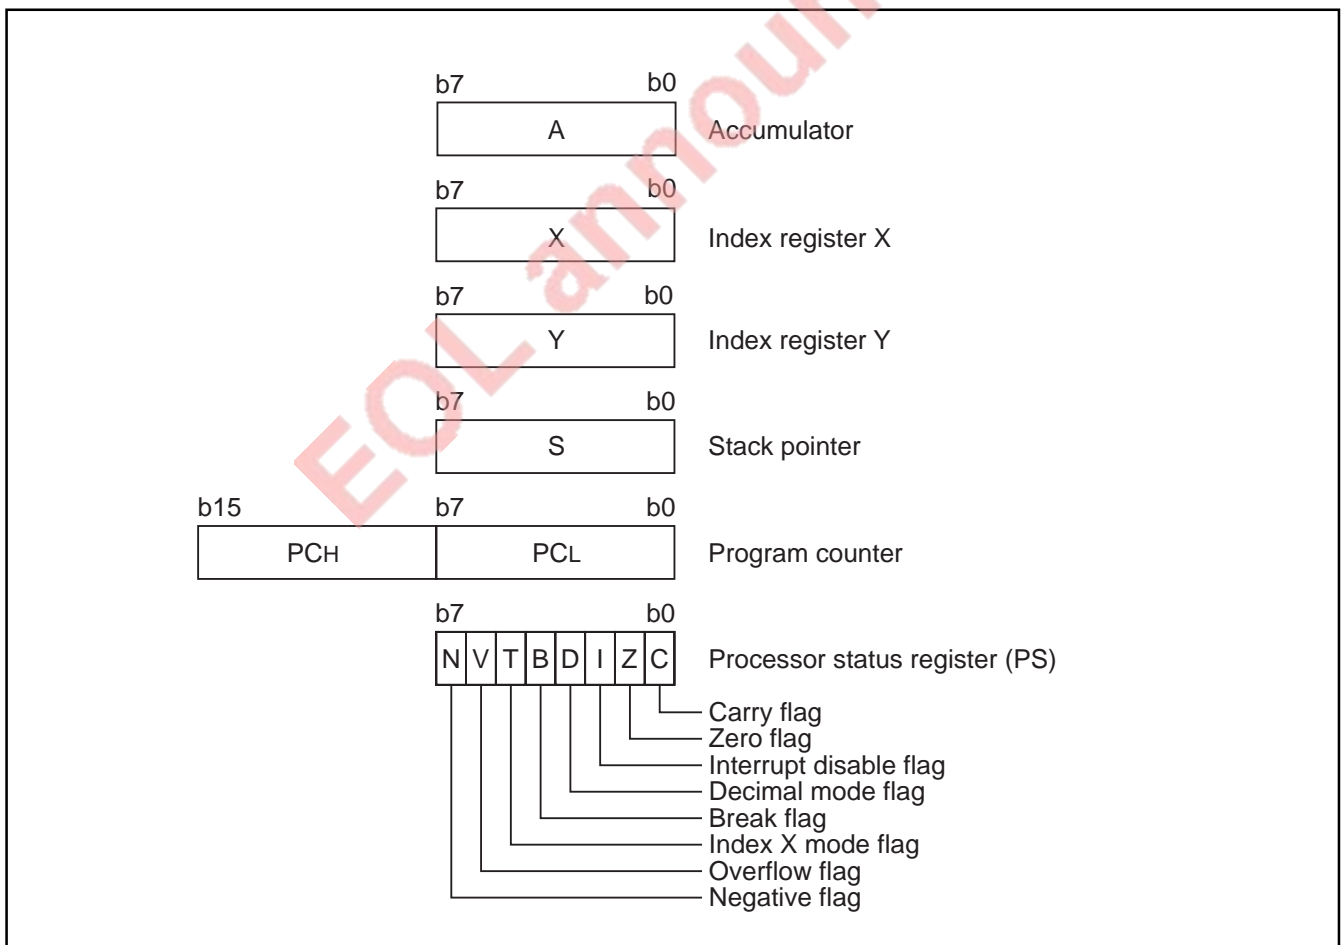 b7 b0
A Accumulator
b7 b0
X Index register X
b7 b0
Y Index register Y
b7 b0
S Stack pointer
b15 b7 b0
PCH PCL Program counter
b7 b0
N V T B D I Z C Processor status register (PS)
Carry flag
Zero flag
Interrupt disable flag
Decimal mode flag
Break flag
Index X mode flag
Overflow flag
Negative flag
EOL announ